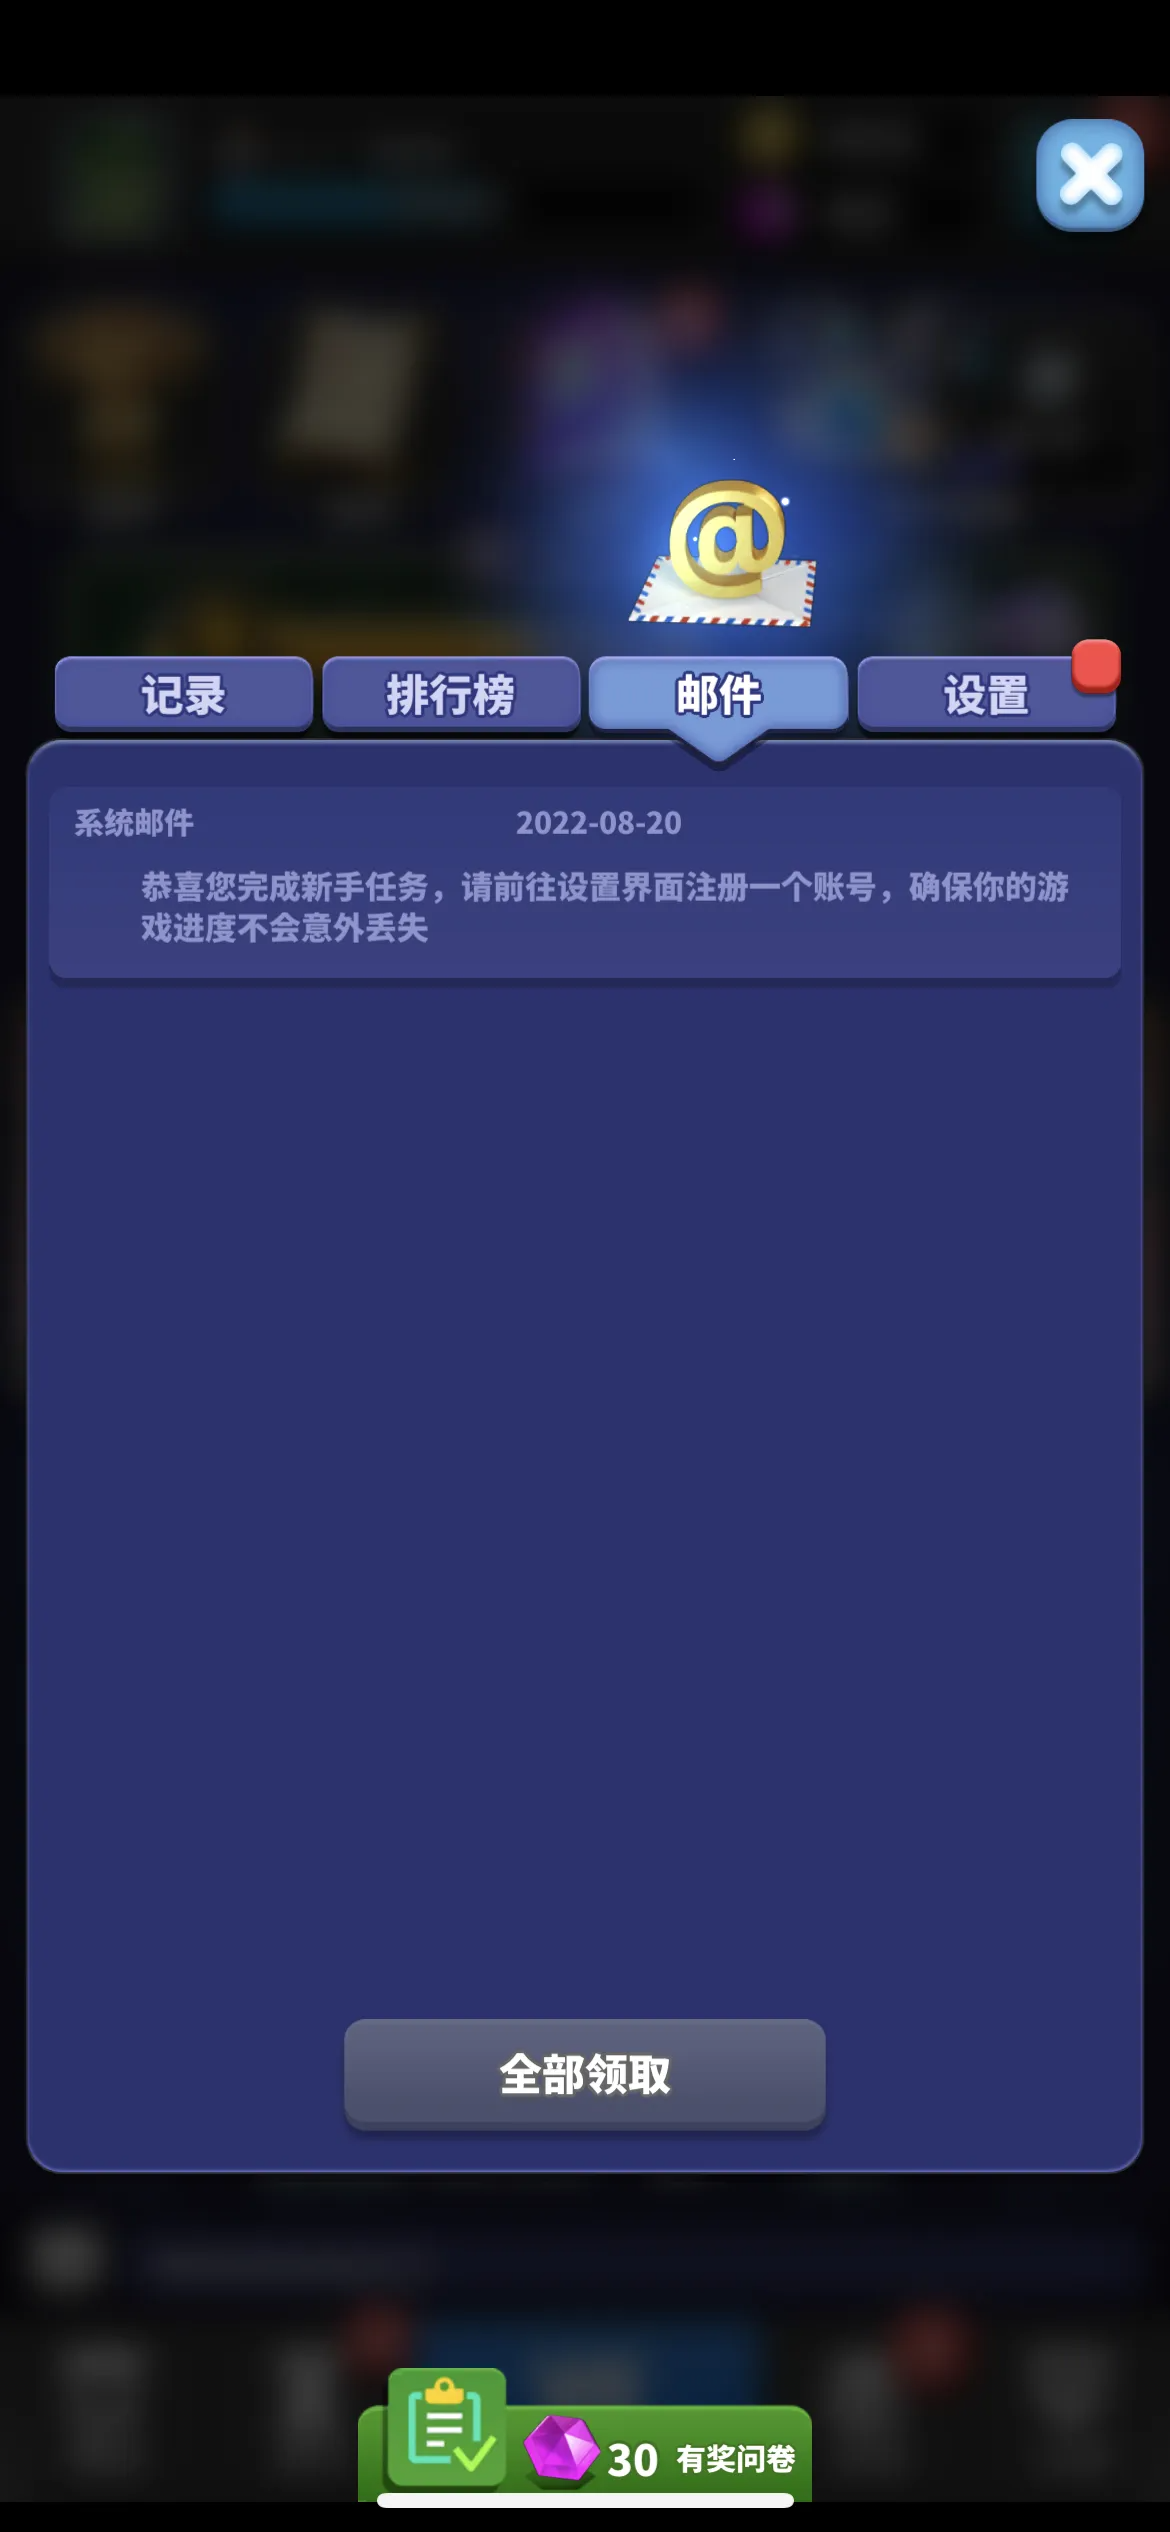 记录
排行榜
邮件
设置
系统邮件
2022-08-20
恭喜您完成新手任务，请前往设置界面注册一个账号，确保你的游
戏进度不会意外丢失
全部领取
30 有奖问卷